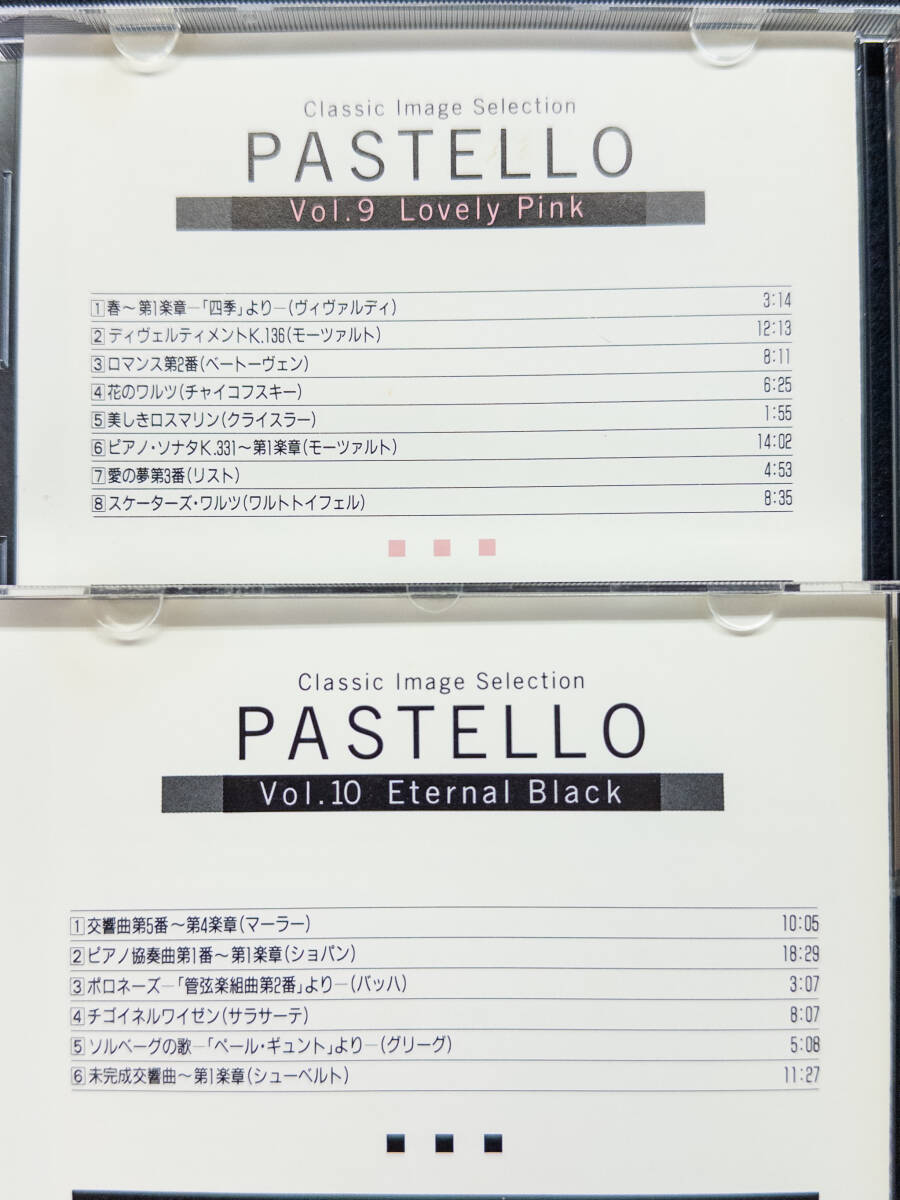 Classic Image Selection
PASTELLO
Vol.9 Lovely Pink
1 春～第1楽章―「四季」より―(ヴィヴァルディ) 3:14
2 ディヴェルティメントK.136(モーツァルト) 12:13
3 ロマンス第2番(ベートーヴェン) 8:11
4 花のワルツ(チャイコフスキー) 6:25
5 美しきロスマリン(クライスラー) 1:55
6 ピアノ・ソナタK.331～第1楽章(モーツァルト) 14:02
7 愛の夢第3番(リスト) 4:53
8 スケーターズ・ワルツ(ワルトトイフェル) 8:35
Classic Image Selection
PASTELLO
Vol.10 Eternal Black
1 交響曲第5番～第4楽章(マーラー) 10:05
2 ピアノ協奏曲第1番～第1楽章(ショパン) 18:29
3 ポロネーズ―「管弦楽組曲第2番」より―(バッハ) 3:07
4 チゴイネルワイゼン(サラサーテ) 8:07
5 ソルベーグの歌―「ペール・ギュント」より―(グリーグ) 5:08
6 未完成交響曲～第1楽章(シューベルト) 11:27